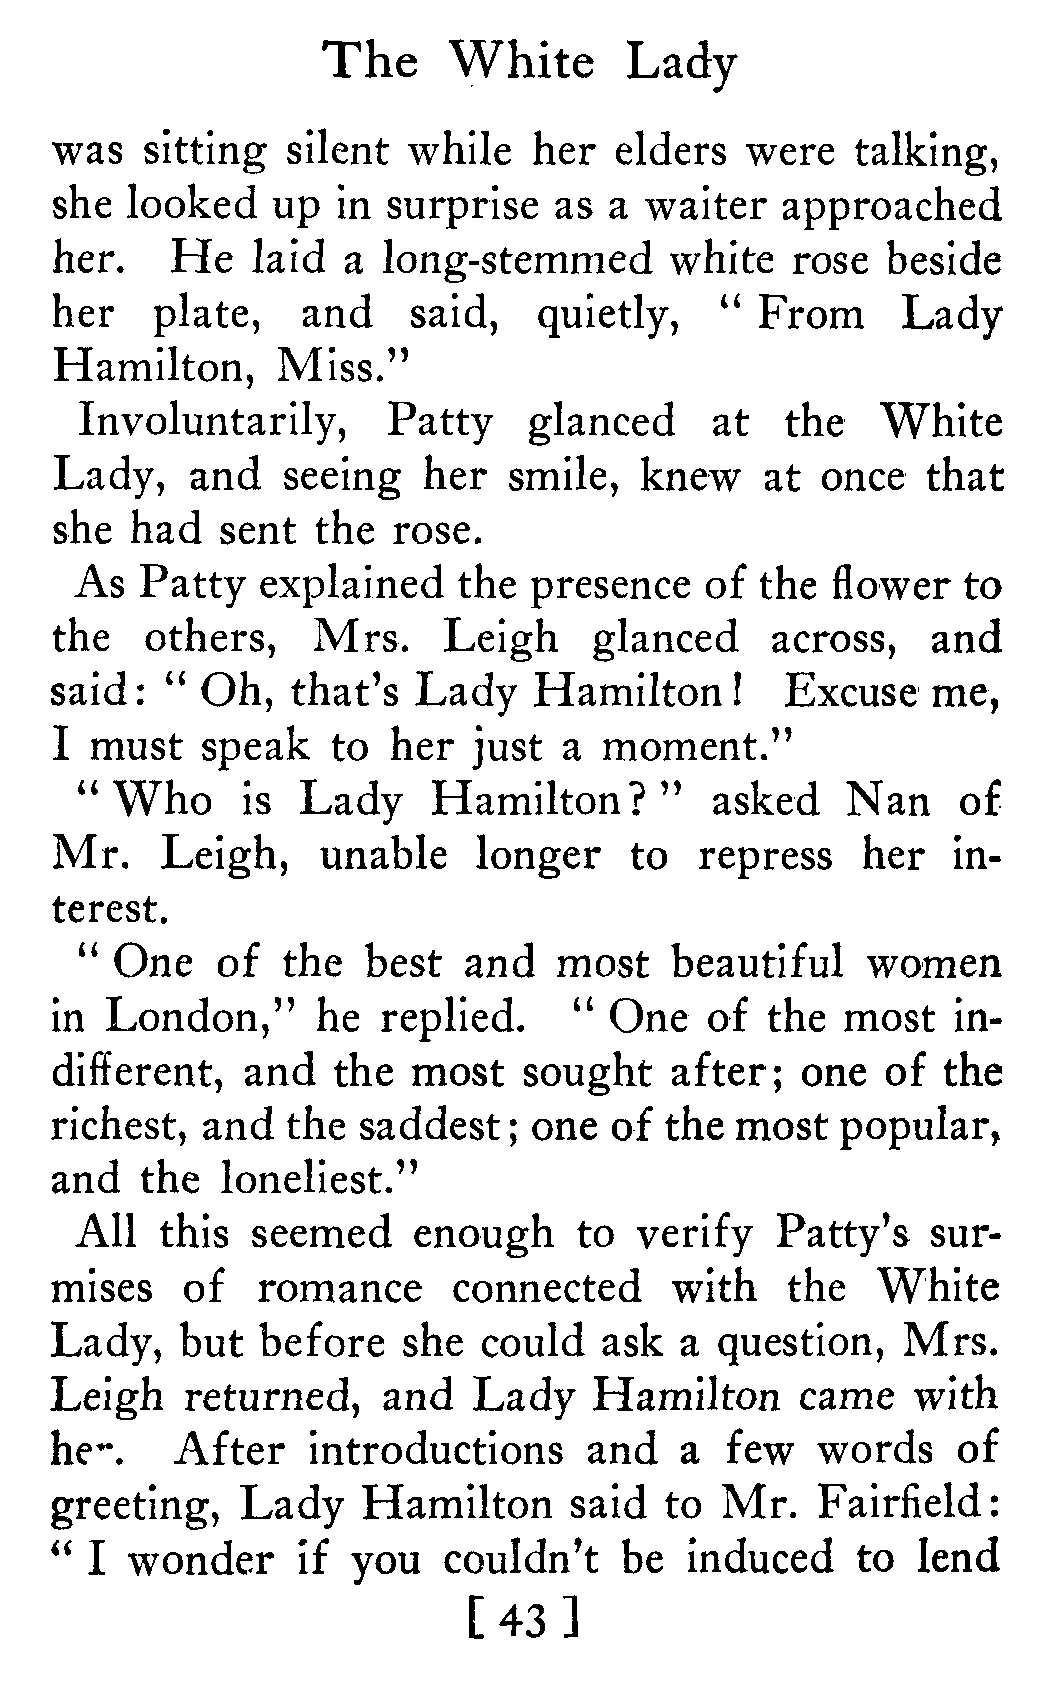 The White Lady
was sitting silent while her elders were talking,
she looked up in surprise as a waiter approached
her. He laid a long-stemmed white rose beside
her plate, and said, quietly, “ From Lady
Hamilton, Miss.”
Involuntarily, Patty glanced at the White
Lady, and seeing her smile, knew at once that
she had sent the rose.
As Patty explained the presence of the flower to
the others, Mrs. Leigh glanced across, and
said: “ Oh, that’s Lady Hamilton! Excuse me,
I must speak to her just a moment.”
“ Who is Lady Hamilton? ” asked Nan of
Mr. Leigh, unable longer to repress her in-
terest.
“ One of the best and most beautiful women
in London,” he replied. “ One of the most in-
different, and the most sought after; one of the
richest, and the saddest; one of the most popular,
and the loneliest.”
All this seemed enough to verify Patty’s sur-
mises of romance connected with the White
Lady, but before she could ask a question, Mrs.
Leigh returned, and Lady Hamilton came with
her. After introductions and a few words of
greeting, Lady Hamilton said to Mr. Fairfield:
“ I wonder if you couldn’t be induced to lend
[ 43 ]